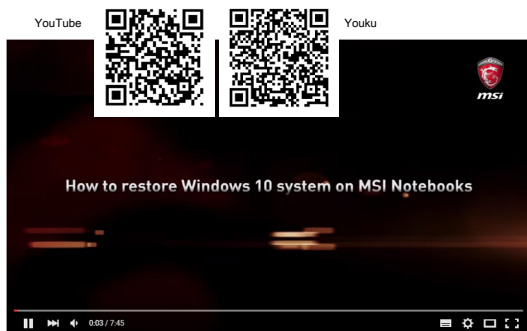 YouTube
Youku
msi
How to restore Windows 10 system on MSI Notebooks
0:03 / 7:45